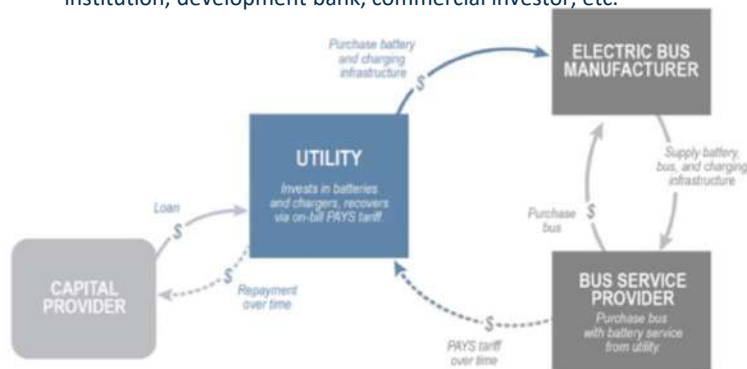 institution, development bank, commercial investor, etc.
Purchase battery
and charging
infrastructure
$
ELECTRIC BUS
MANUFACTURER
UTILITY
Invests in batteries
and chargers, recovers
via on-bill PAYS tariff
Supply battery,
bus, and charging
infrastructure
Loan
$
Purchase $
bus
CAPITAL
PROVIDER
$
Repayment
over time
BUS SERVICE
PROVIDER
Purchase bus
with battery service
from utility.
$
PAYS tariff
over time